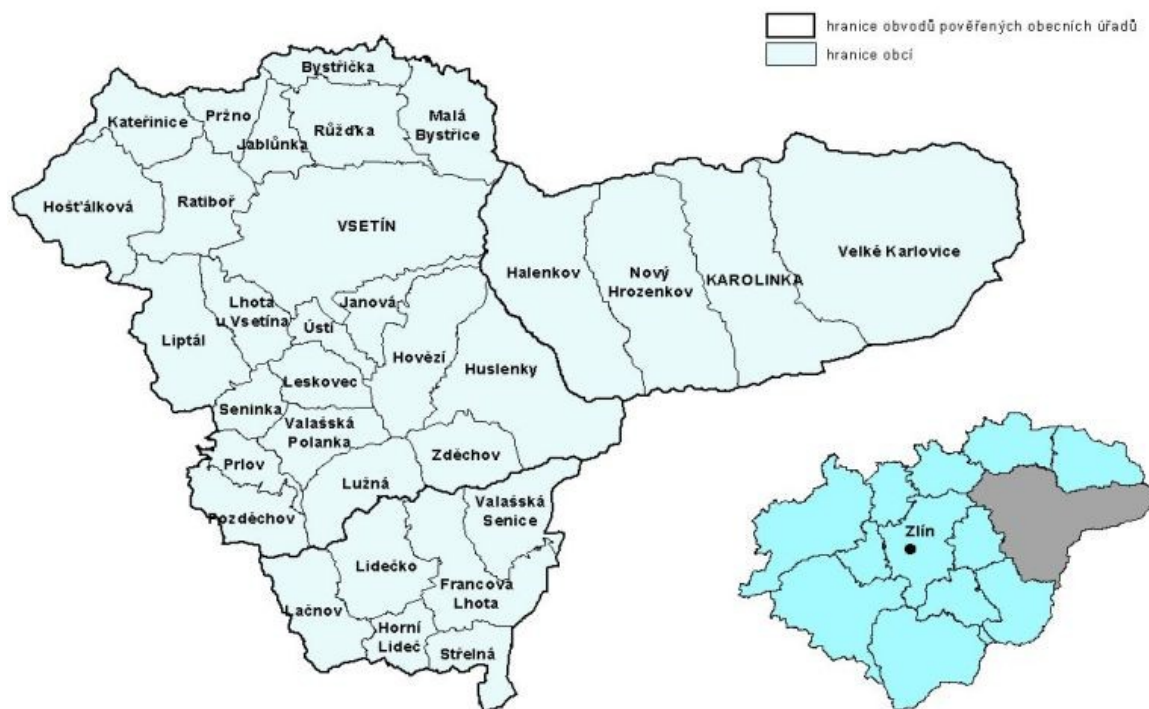 hranice obvodů pověřených obecních úřadů
hranice obcí
Bystřička
Kateřinice
Pržno
Jablůnka
Růžďka
Malá
Bystřice
Hošťálková
Ratiboř
VSETÍN
Halenkov
Nový
Hrozenkov
KAROLINKA
Velké Karlovice
Liptál
Lhota
u Vsetína
Ústí
Janová
Hovězí
Huslenky
Leskovec
Seninka
Valašská
Polanka
Prlov
Zděchov
Pozděchov
Lužná
Valašská
Senice
Lidečko
Francova
Lhota
Lačnov
Horní
Lideč
Střelná
Zlín